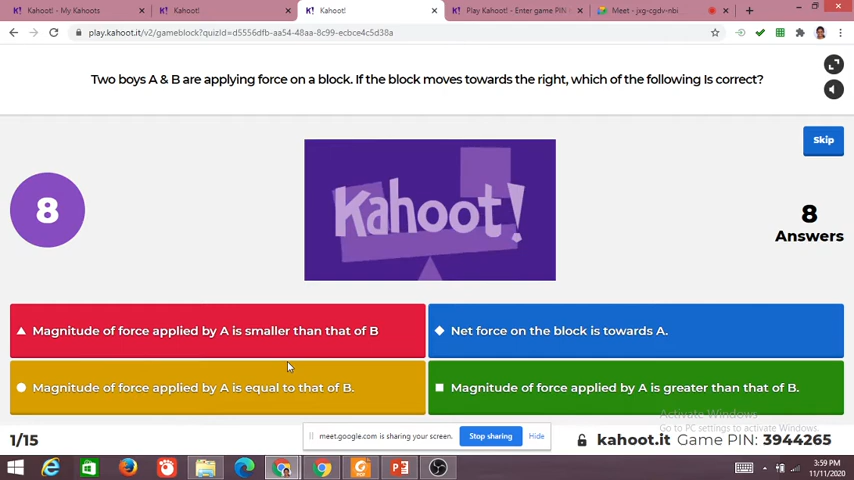 Kahoot! - My Kahoots
Kahoot!
Kahoot!
Play Kahoot! - Enter game PIN
Meet - jxg-cgdv-nbi
play.kahoot.it/v2/gameblock?quizId=d5556dfb-aa54-48aa-8c99-ecbce4c5d38a
Two boys A & B are applying force on a block. If the block moves towards the right, which of the following Is correct?
Skip
8
Kahoot!
8
Answers
Magnitude of force applied by A is smaller than that of B
Net force on the block is towards A.
Magnitude of force applied by A is equal to that of B.
Magnitude of force applied by A is greater than that of B.
Activate Windows
Go to PC settings to activate Windows.
1/15
meet.google.com is sharing your screen.
Stop sharing
Hide
kahoot.it Game PIN: 3944265
3:59 PM
11/11/2020